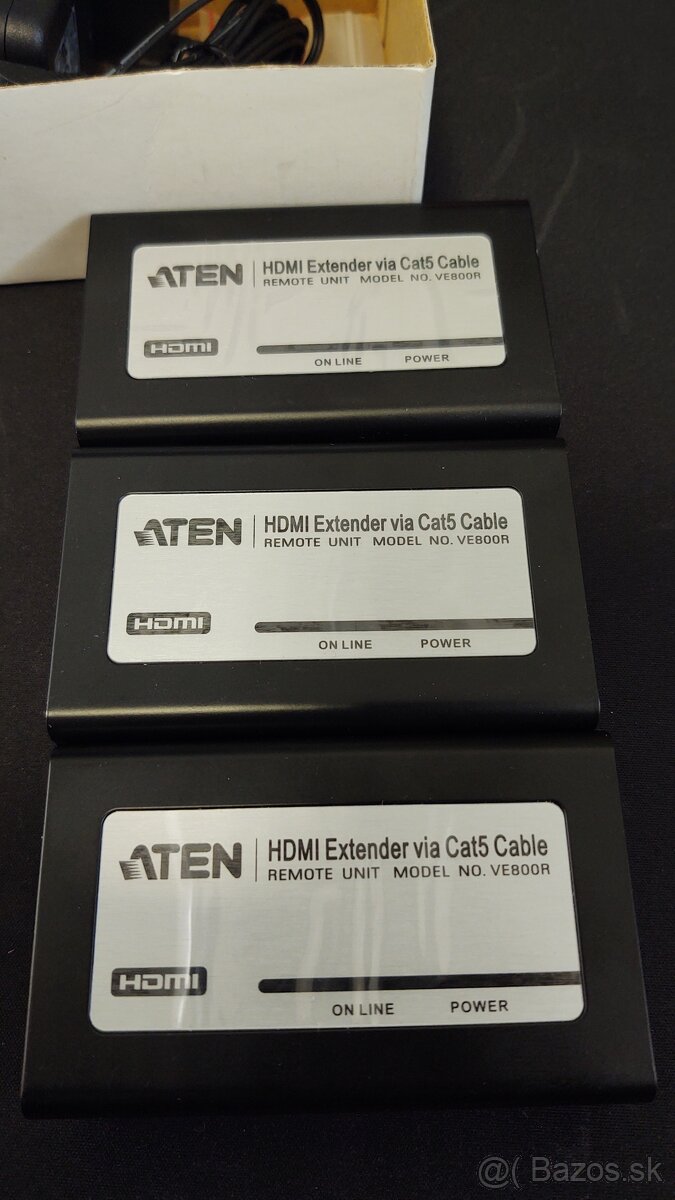 ATEN HDMI Extender via Cat5 Cable
REMOTE UNIT MODEL NO. VE800R
HDMI
ON LINE POWER
ATEN HDMI Extender via Cat5 Cable
REMOTE UNIT MODEL NO. VE800R
HDMI
ON LINE POWER
ATEN HDMI Extender via Cat5 Cable
REMOTE UNIT MODEL NO. VE800R
HDMI
ON LINE POWER
@( Bazos.sk